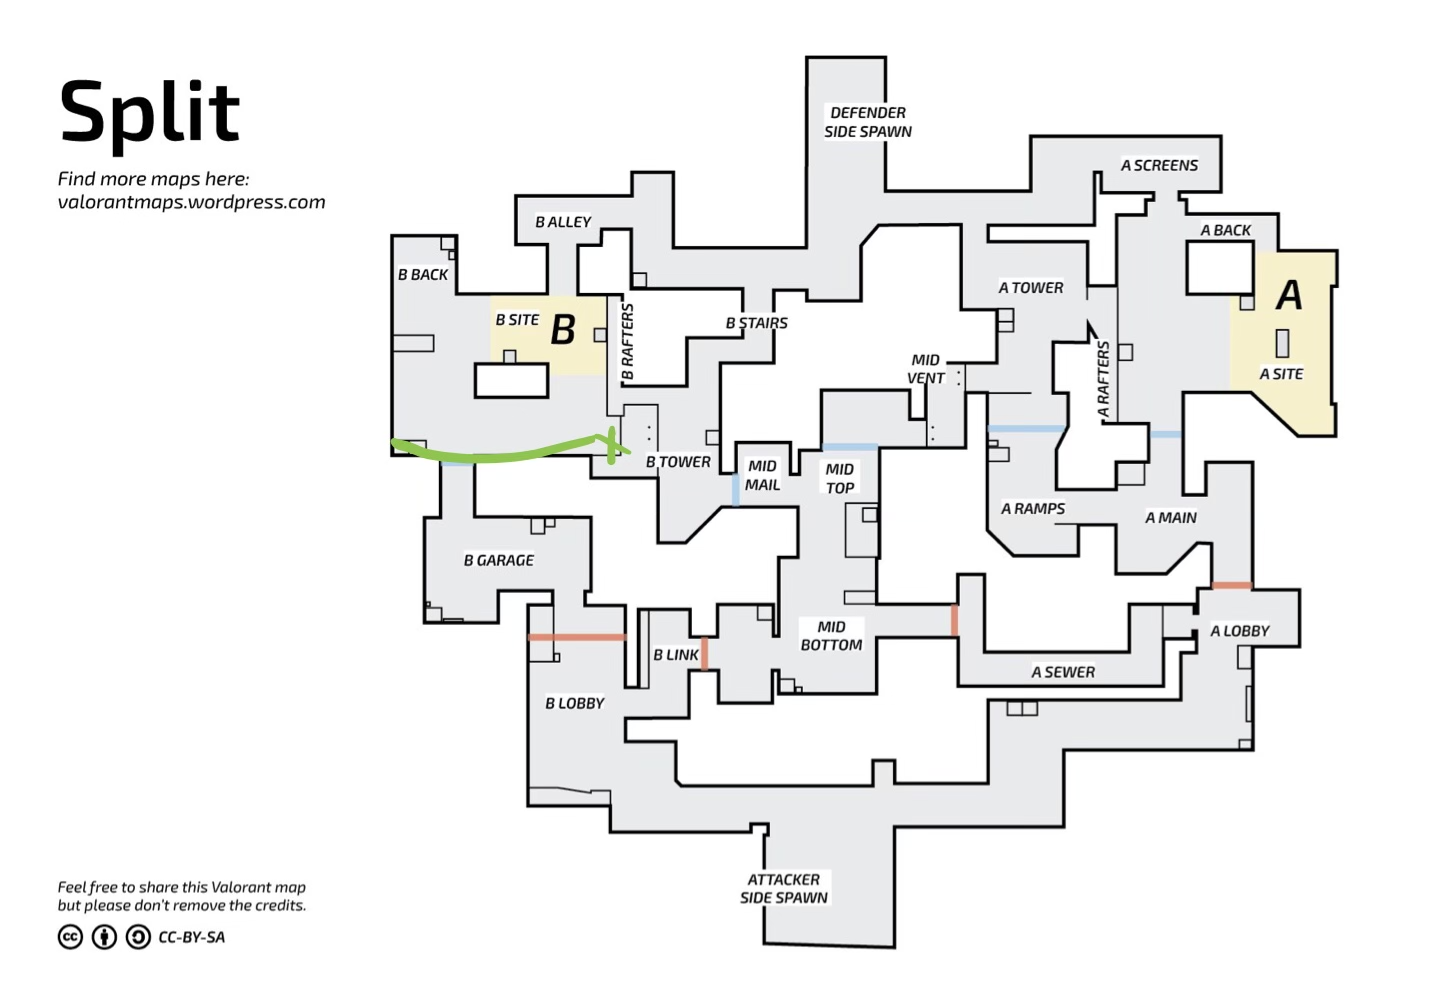 Split
Find more maps here:
valorantmaps.wordpress.com
DEFENDER
SIDE SPAWN
A SCREENS
B ALLEY
A BACK
B BACK
A TOWER
A
B SITE
B
B RAFTERS
B STAIRS
MID
VENT
A RAFTERS
A SITE
B TOWER
MID
MAIL
MID
TOP
A RAMPS
A MAIN
B GARAGE
MID
BOTTOM
A LOBBY
B LINK
A SEWER
B LOBBY
ATTACKER
SIDE SPAWN
Feel free to share this Valorant map
but please don't remove the credits.
cc CC-BY-SA